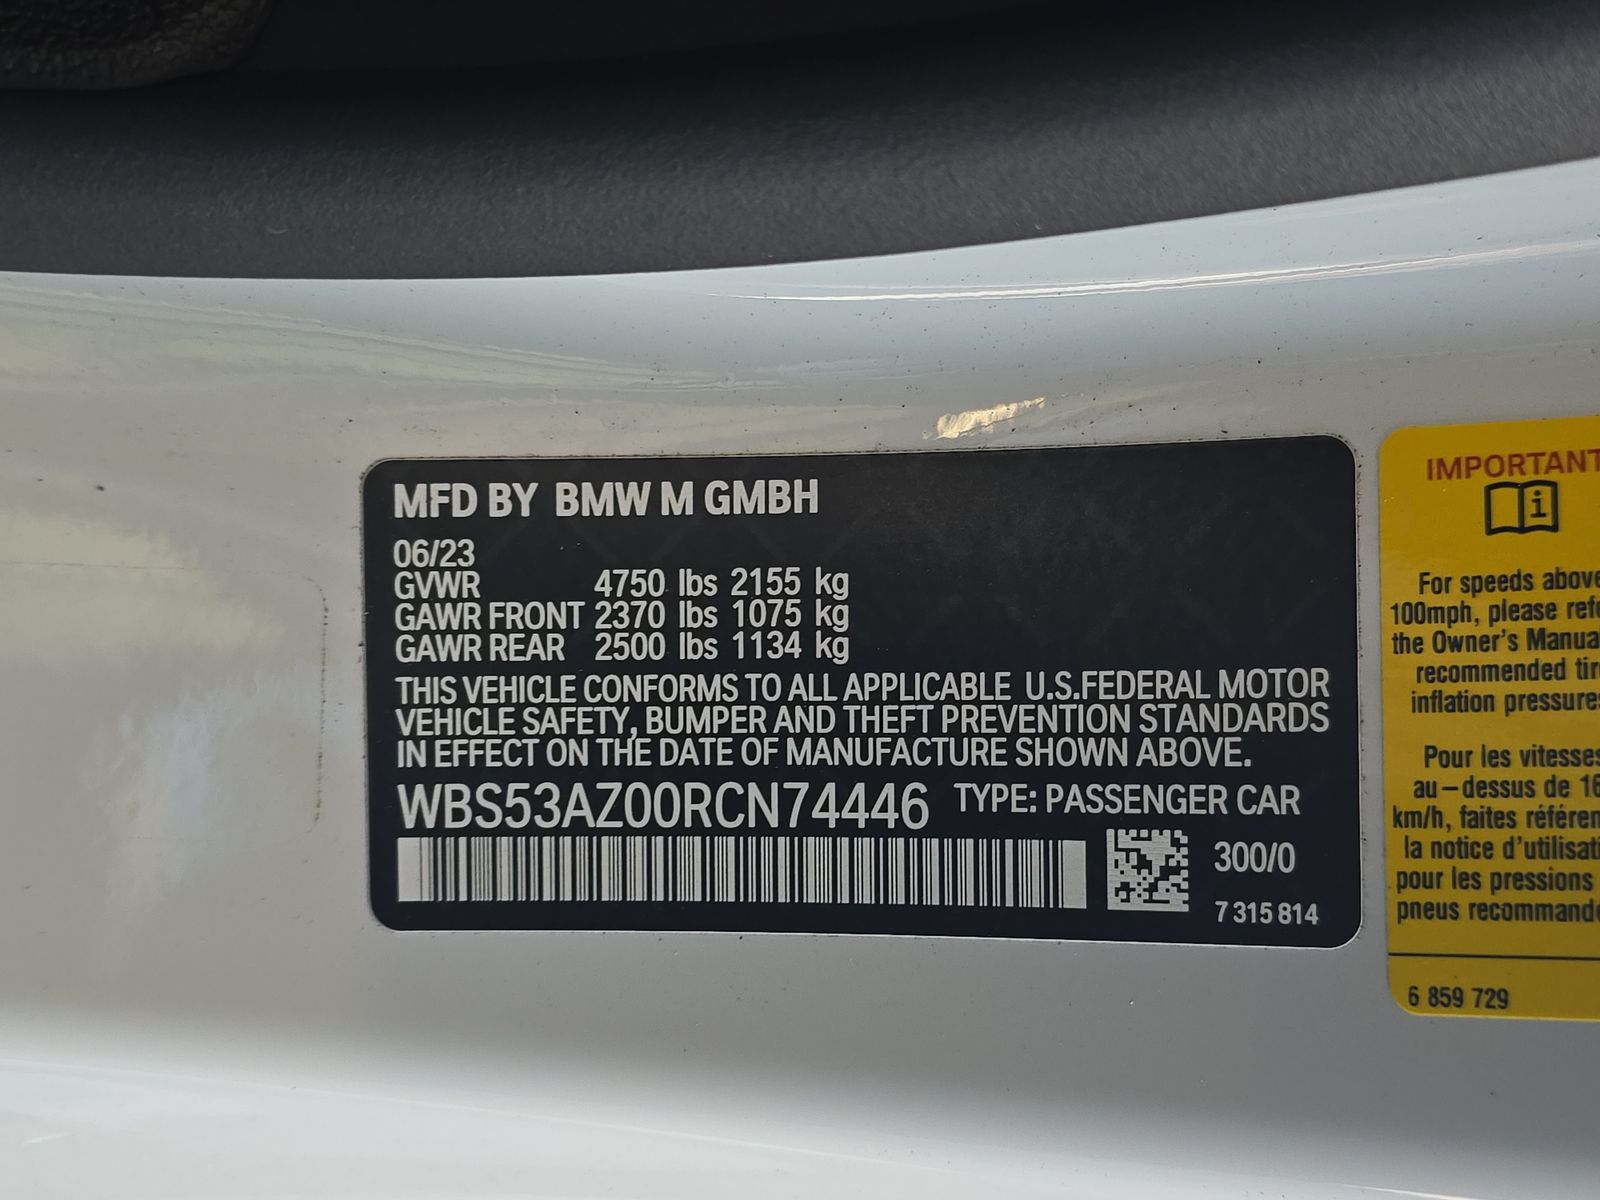 MFD BY BMW M GMBH
06/23
GVWR 4750 lbs 2155 kg
GAWR FRONT 2370 lbs 1075 kg
GAWR REAR 2500 lbs 1134 kg
THIS VEHICLE CONFORMS TO ALL APPLICABLE U.S.FEDERAL MOTOR
VEHICLE SAFETY, BUMPER AND THEFT PREVENTION STANDARDS
IN EFFECT ON THE DATE OF MANUFACTURE SHOWN ABOVE.
WBS53AZ00RCN74446 TYPE: PASSENGER CAR
300/0
7 315 814
IMPORTANT
i
For speeds above
100mph, please
the Owner's
recommended
inflation
Pour les vitesses
au-dessus de
km/h, faites
la notice
pour les pressions
pneus
6 859 729